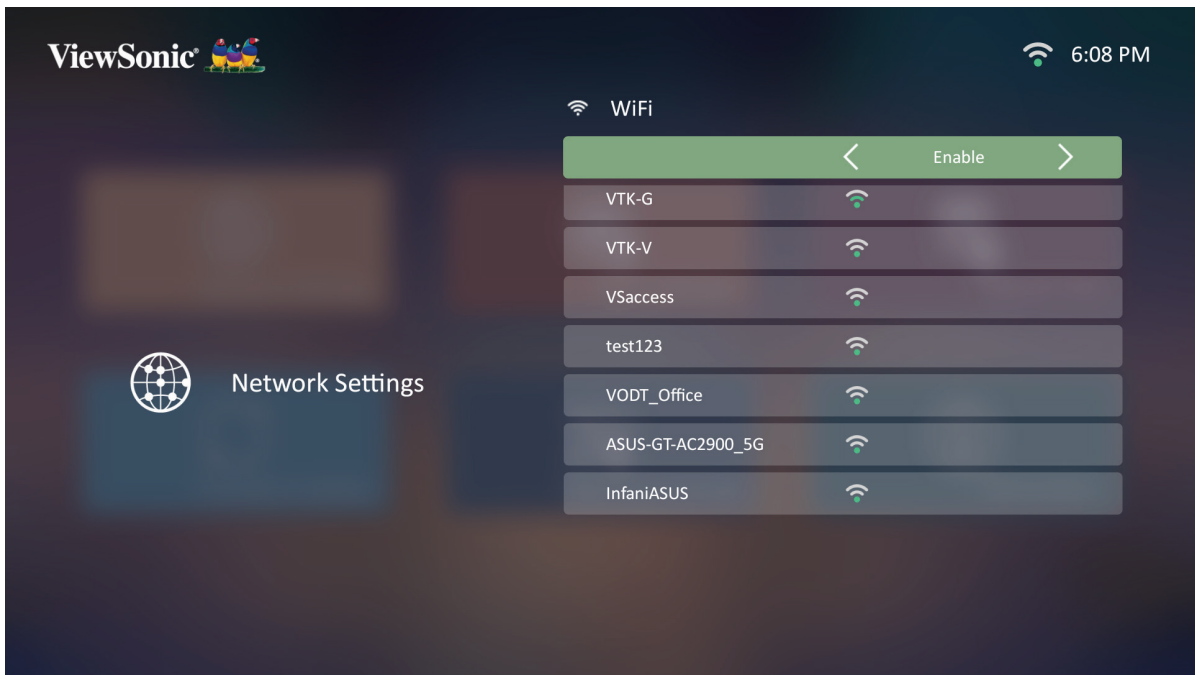 ViewSonic®
6:08 PM
WiFi
Enable
VTK-G
VTK-V
VSaccess
test123
Network Settings
VODT_Office
ASUS-GT-AC2900_5G
InfaniASUS